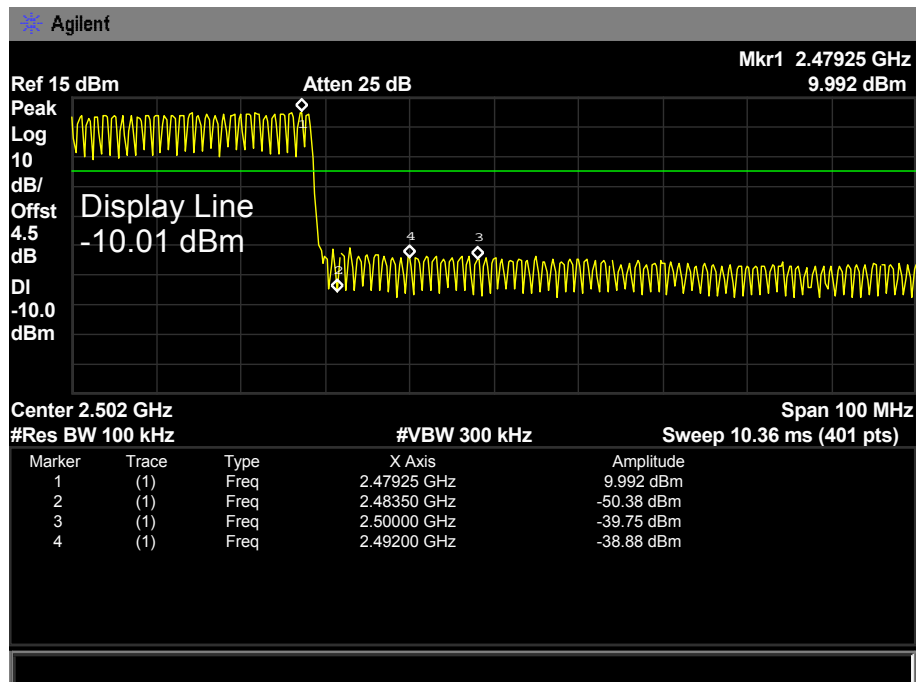 Agilent
Mkr1 2.47925 GHz
Ref 15 dBm Atten 25 dB 9.992 dBm
Peak
Log
10
dB/
Offst
4.5
dB
DI
-10.0
dBm
1
Display Line
-10.01 dBm
4 3
2
Center 2.502 GHz Span 100 MHz
#Res BW 100 kHz #VBW 300 kHz Sweep 10.36 ms (401 pts)
Marker Trace Type X Axis Amplitude
1 (1) Freq 2.47925 GHz 9.992 dBm
2 (1) Freq 2.48350 GHz -50.38 dBm
3 (1) Freq 2.50000 GHz -39.75 dBm
4 (1) Freq 2.49200 GHz -38.88 dBm